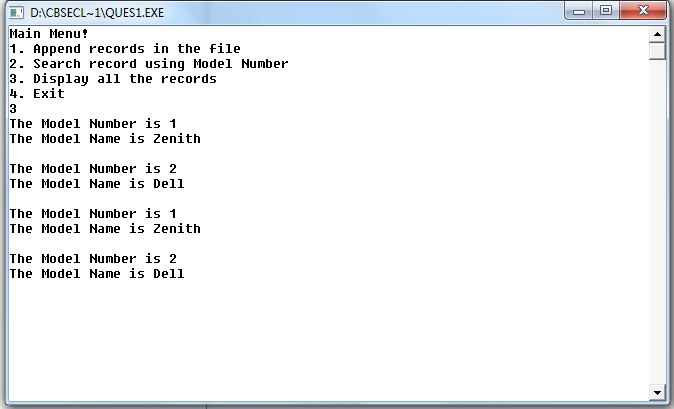 D:\CBSECL~1\QUES1.EXE
Main Menu!
1. Append records in the file
2. Search record using Model Number
3. Display all the records
4. Exit
3
The Model Number is 1
The Model Name is Zenith
The Model Number is 2
The Model Name is Dell
The Model Number is 1
The Model Name is Zenith
The Model Number is 2
The Model Name is Dell